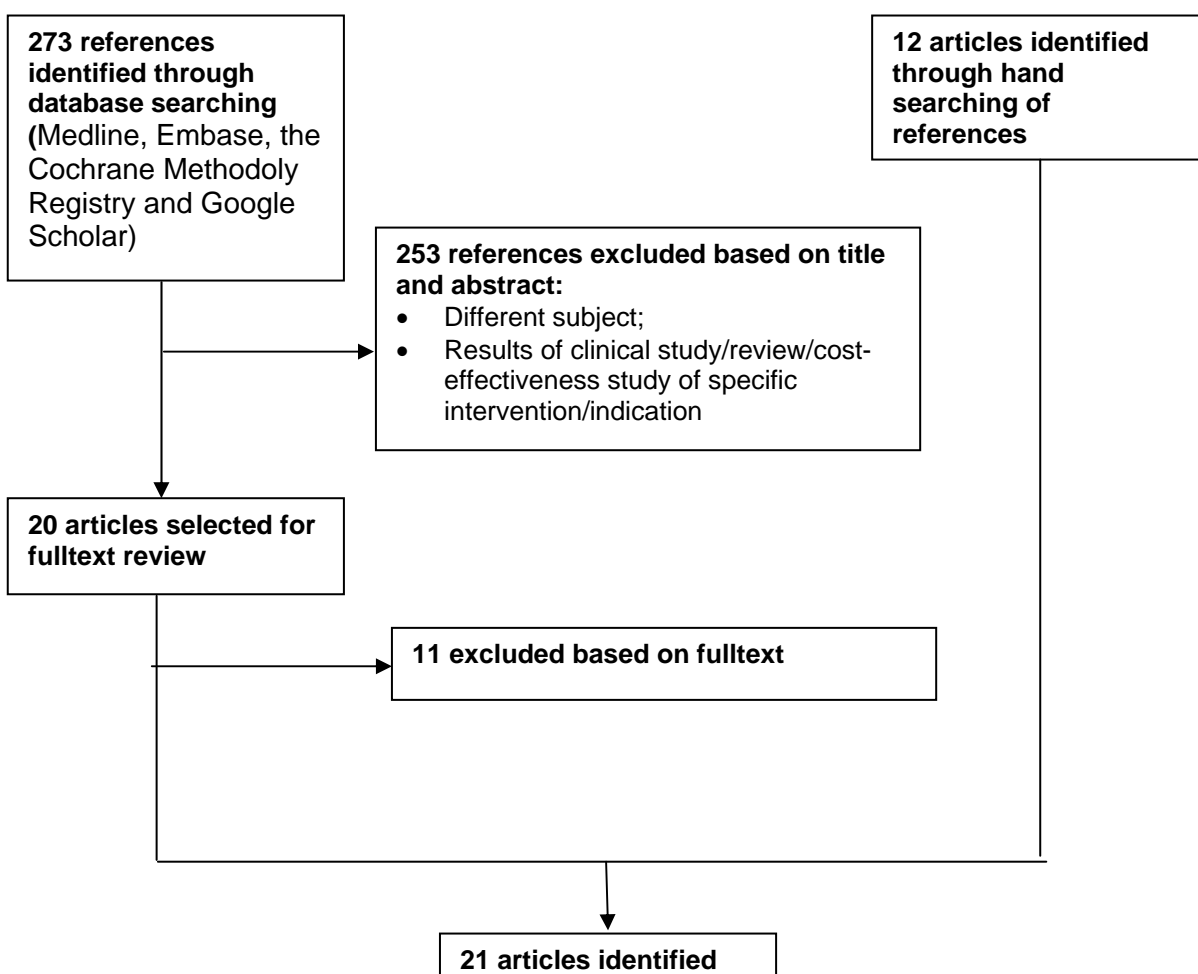 273 references
identified through
database searching
(Medline, Embase, the
Cochrane Methodoly
Registry and Google
Scholar)
12 articles identified
through hand
searching of
references
253 references excluded based on title
and abstract:
• Different subject;
• Results of clinical study/review/cost-
effectiveness study of specific
intervention/indication
20 articles selected for
fulltext review
11 excluded based on fulltext
21 articles identified